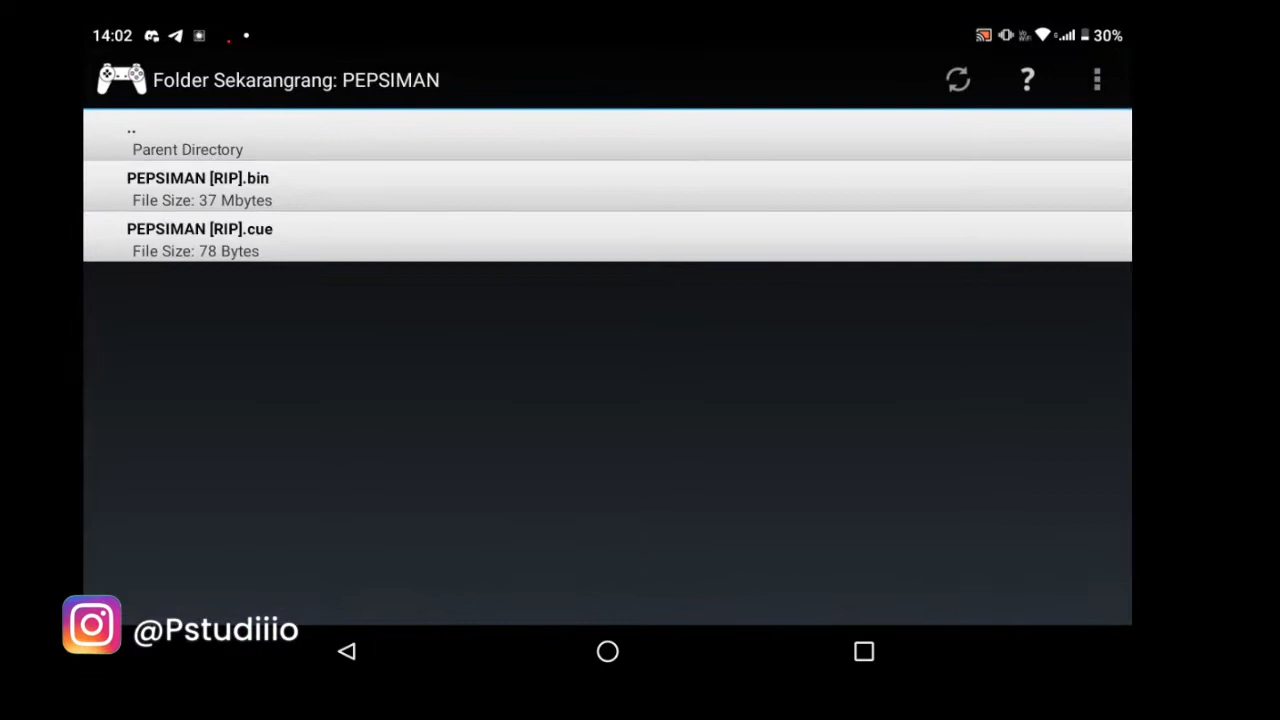 14:02
30%
Folder Sekarangrang: PEPSIMAN
?
..
Parent Directory
PEPSIMAN [RIP].bin
File Size: 37 Mbytes
PEPSIMAN [RIP].cue
File Size: 78 Bytes
@Pstudiiio